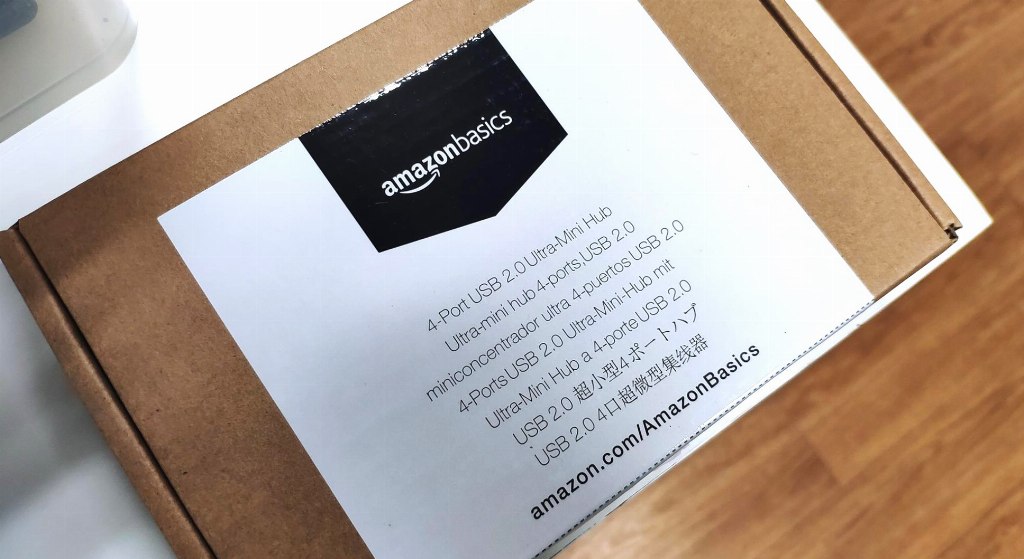 amazonbasics
4-Port USB 2.0 Ultra-Mini Hub
Ultra-mini hub 4-ports USB 2.0
miniconcentrador ultra 4-puertos USB 2.0
4-Ports USB 2.0 Ultra-Mini-Hub mit
Ultra-Mini Hub a 4-porte USB 2.0
USB 2.0 超小型4ポートハブ
USB 2.0 4口超微型集线器
amazon.com/AmazonBasics